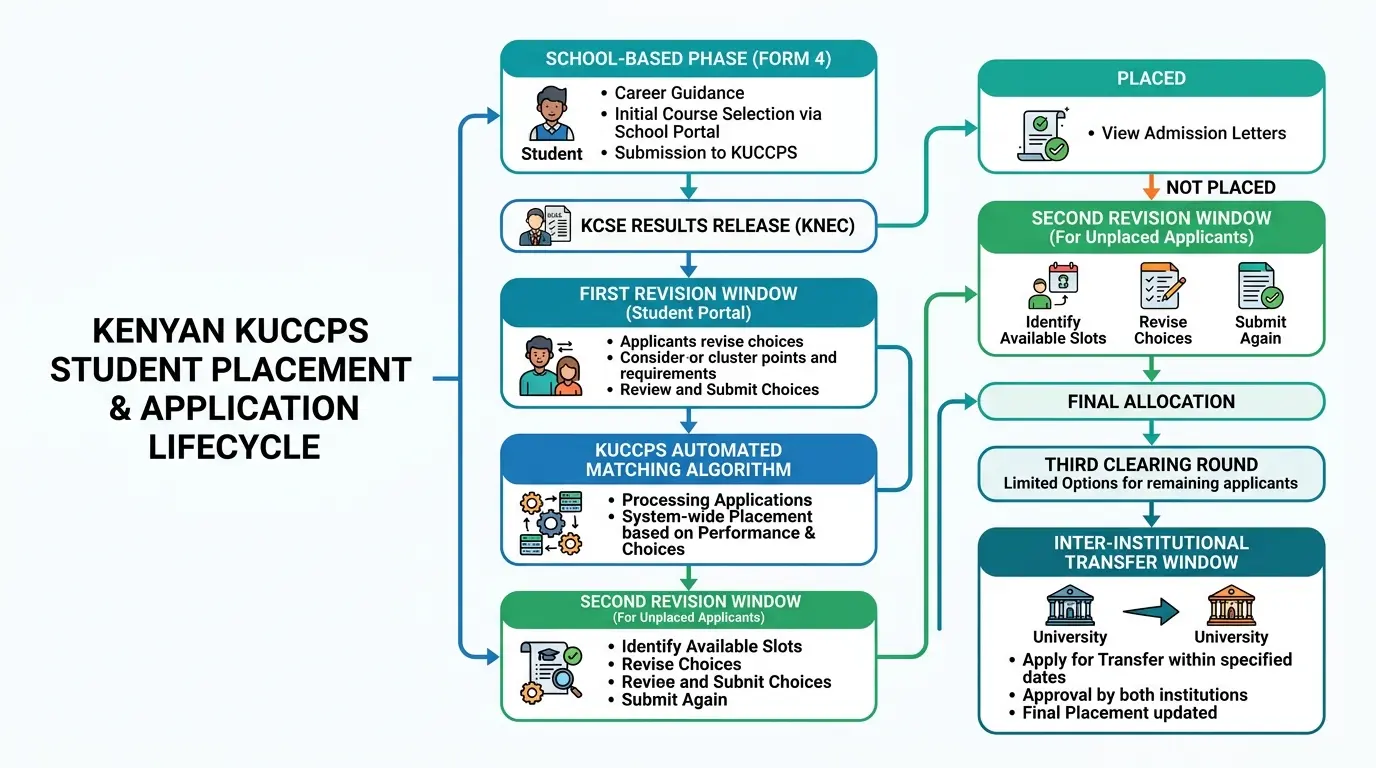 KENYAN KUCCPS
STUDENT PLACEMENT
& APPLICATION
LIFECYCLE
SCHOOL-BASED PHASE (FORM 4)
Student
• Career Guidance
• Initial Course Selection via
School Portal
• Submission to KUCCPS
KCSE RESULTS RELEASE (KNEC)
FIRST REVISION WINDOW
(Student Portal)
• Applicants revise choices
• Consider·or cluster points and
requirements
• Review and Submit Choices
KUCCPS AUTOMATED
MATCHING ALGORITHM
• Processing Applications
• System-wide Placement
based on Performance &
Choices
SECOND REVISION WINDOW
(For Unplaced Applicants)
• Identify Available Slots
• Revise Choices
• Reviee and Subnit Choices
• Submit Again
PLACED
• View Admission Letters
NOT PLACED
SECOND REVISION WINDOW
(For Unplaced Applicants)
Identify
Available Slots
Revise
Choices
Submit
Again
FINAL ALLOCATION
THIRD CLEARING ROUND
Limited Options for remaining applicants
INTER-INSTITUTIONAL
TRANSFER WINDOW
University
University
• Apply for Transfer within specified
dates
• Approval by both institutions
• Final Placement updated